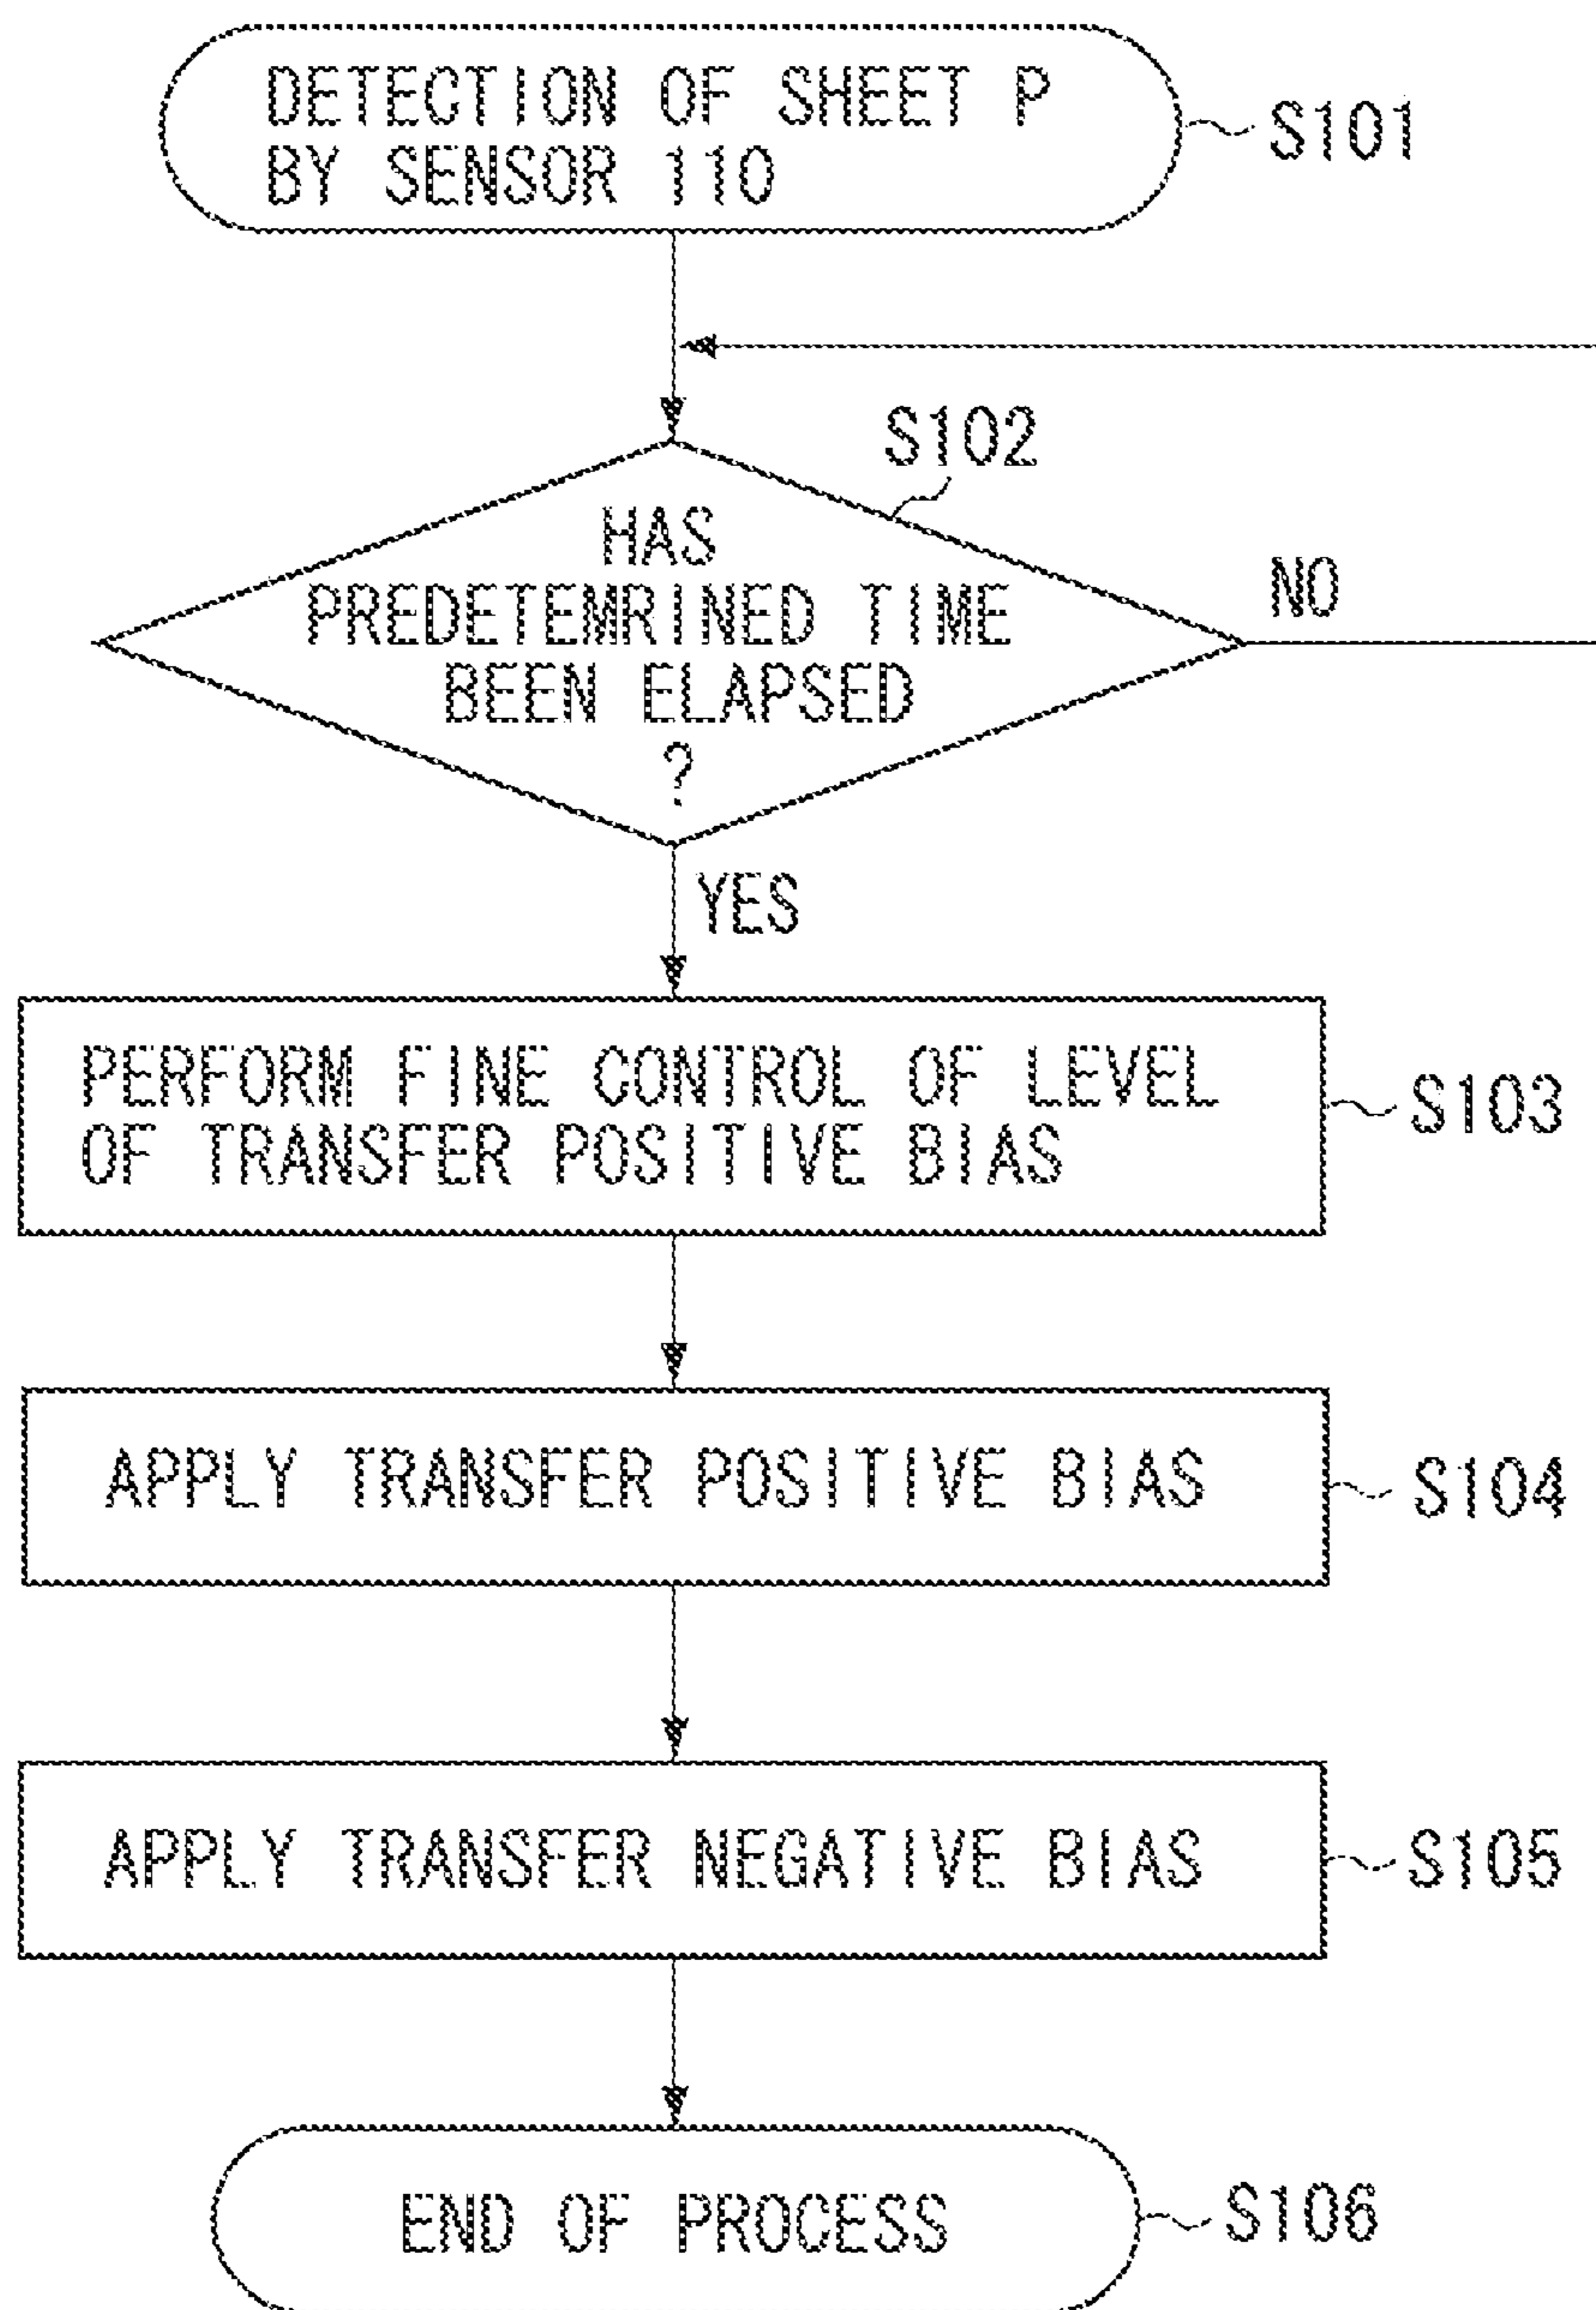 DETECTION OF SHEET P
BY SENSOR 110
S101
S102
HAS
PREDETEMRINED TIME
BEEN ELAPSED
?
NO
YES
PERFORM FINE CONTROL OF LEVEL
OF TRANSFER POSITIVE BIAS
S103
APPLY TRANSFER POSITIVE BIAS
S104
APPLY TRANSFER NEGATIVE BIAS
S105
END OF PROCESS
S106